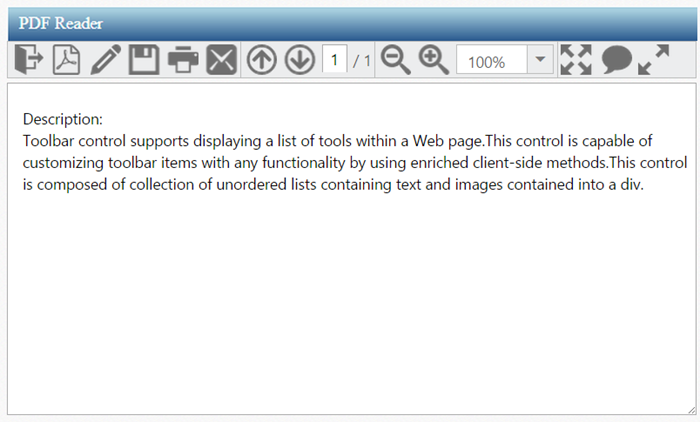 PDF Reader
1 / 1 100%
Description:
Toolbar control supports displaying a list of tools within a Web page.This control is capable of
customizing toolbar items with any functionality by using enriched client-side methods.This control
is composed of collection of unordered lists containing text and images contained into a div.